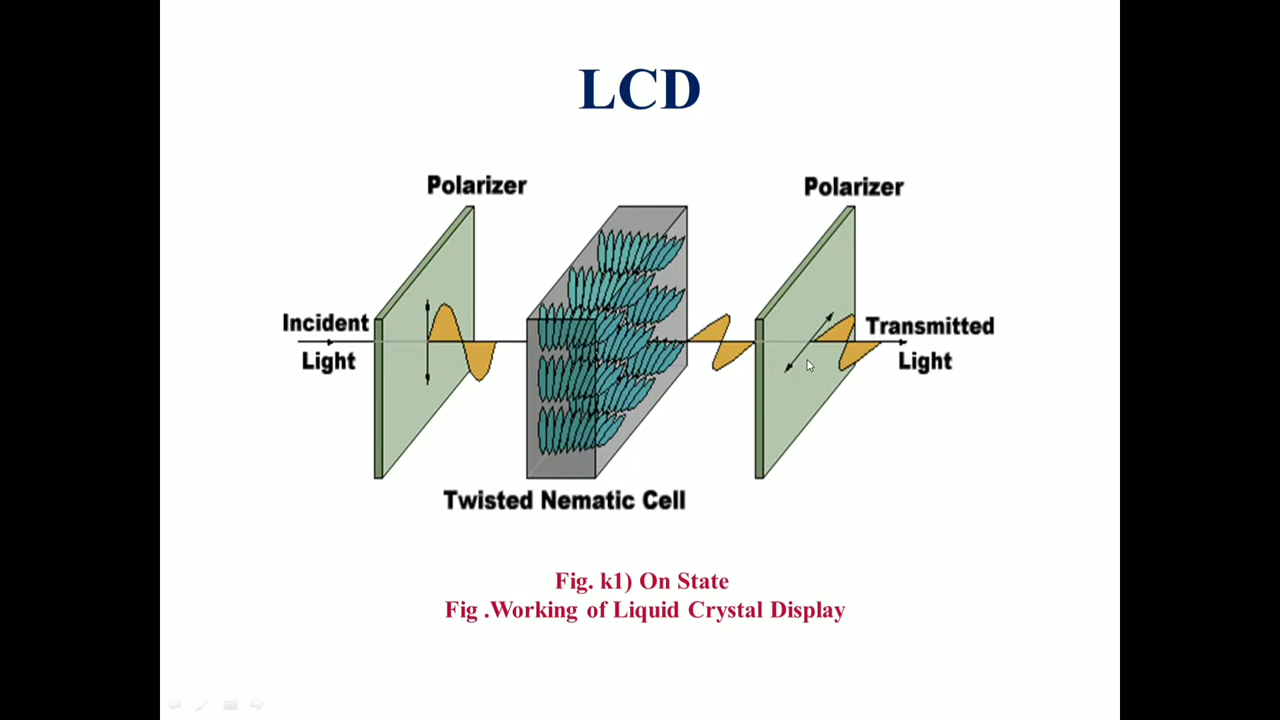 LCD
Polarizer
Polarizer
Incident
Light
Transmitted
Light
Twisted Nematic Cell
Fig. k1) On State
Fig .Working of Liquid Crystal Display